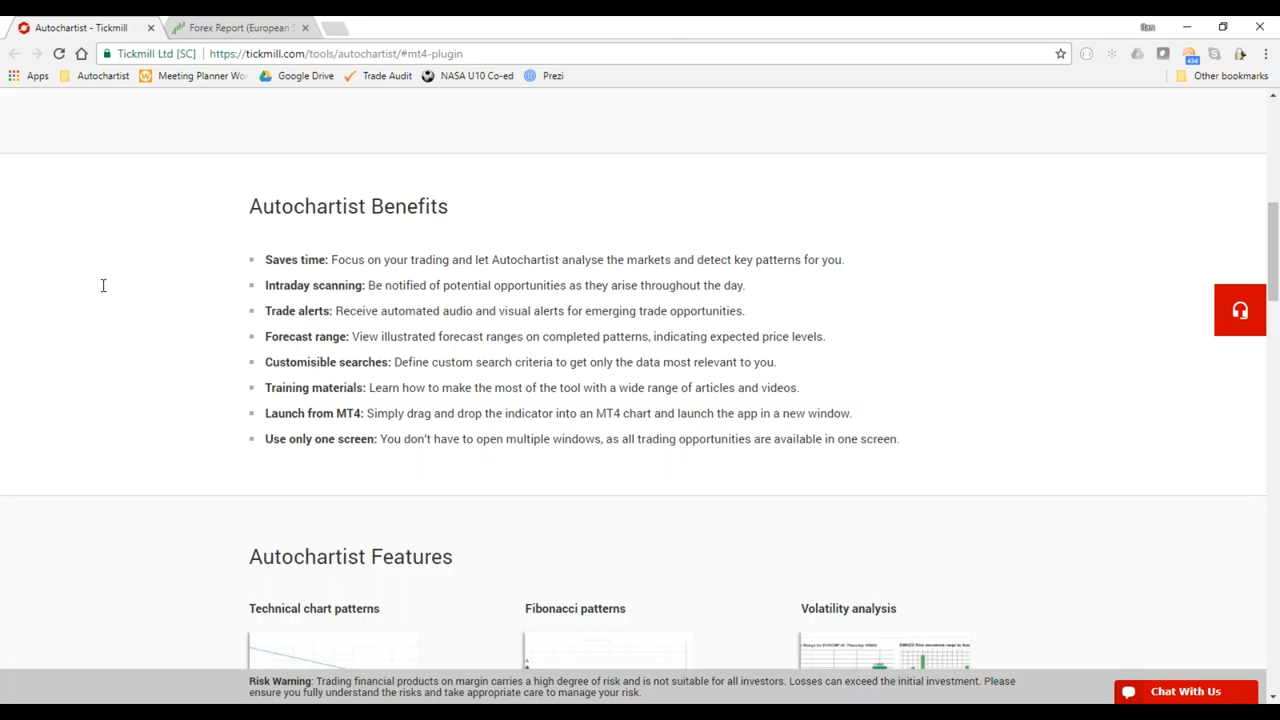 Autochartist - Tickmill
Forex Report (European
Ilan
Tickmill Ltd [SC]
https://tickmill.com/tools/autochartist/#mt4-plugin
434
Apps
Autochartist
Meeting Planner Wo
Google Drive
Trade Audit
NASA U10 Co-ed
Prezi
Other bookmarks
Autochartist Benefits
Saves time: Focus on your trading and let Autochartist analyse the markets and detect key patterns for you.
Intraday scanning: Be notified of potential opportunities as they arise throughout the day.
Trade alerts: Receive automated audio and visual alerts for emerging trade opportunities.
Forecast range: View illustrated forecast ranges on completed patterns, indicating expected price levels.
Customisible searches: Define custom search criteria to get only the data most relevant to you.
Training materials: Learn how to make the most of the tool with a wide range of articles and videos.
Launch from MT4: Simply drag and drop the indicator into an MT4 chart and launch the app in a new window.
Use only one screen: You don't have to open multiple windows, as all trading opportunities are available in one screen.
Autochartist Features
Technical chart patterns
Fibonacci patterns
Volatility analysis
Risk Warning: Trading financial products on margin carries a high degree of risk and is not suitable for all investors. Losses can exceed the initial investment. Please
ensure you fully understand the risks and take appropriate care to manage your risk.
Chat With Us